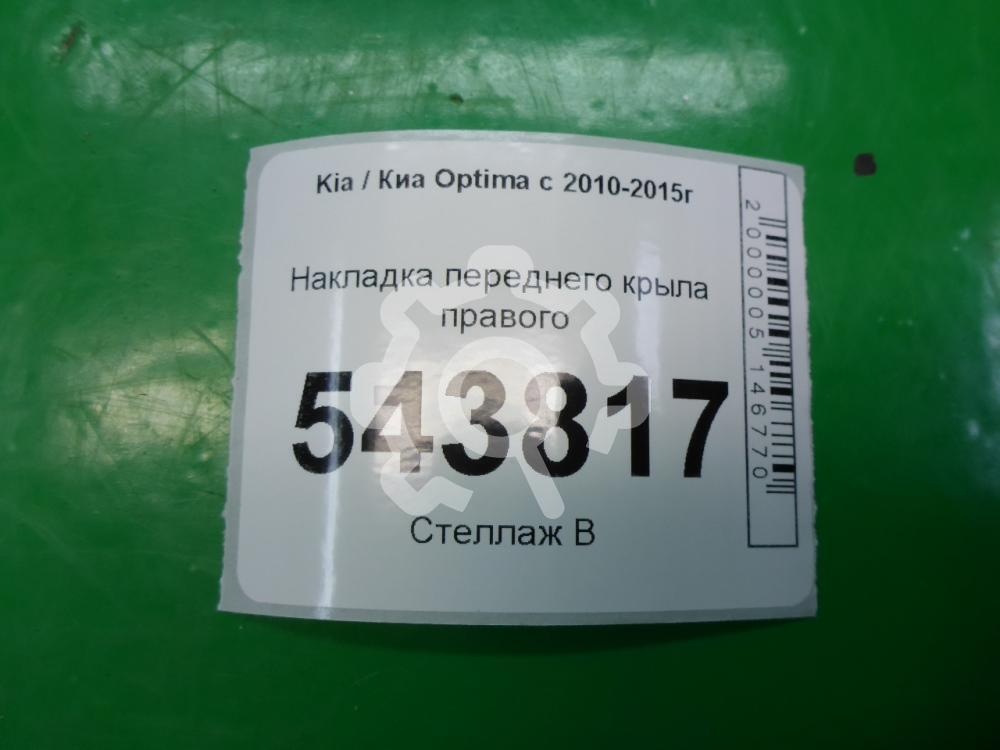 Kia / Киа Optima с 2010-2015г
Накладка переднего крыла
правого
543817
Стеллаж В
2000005146770